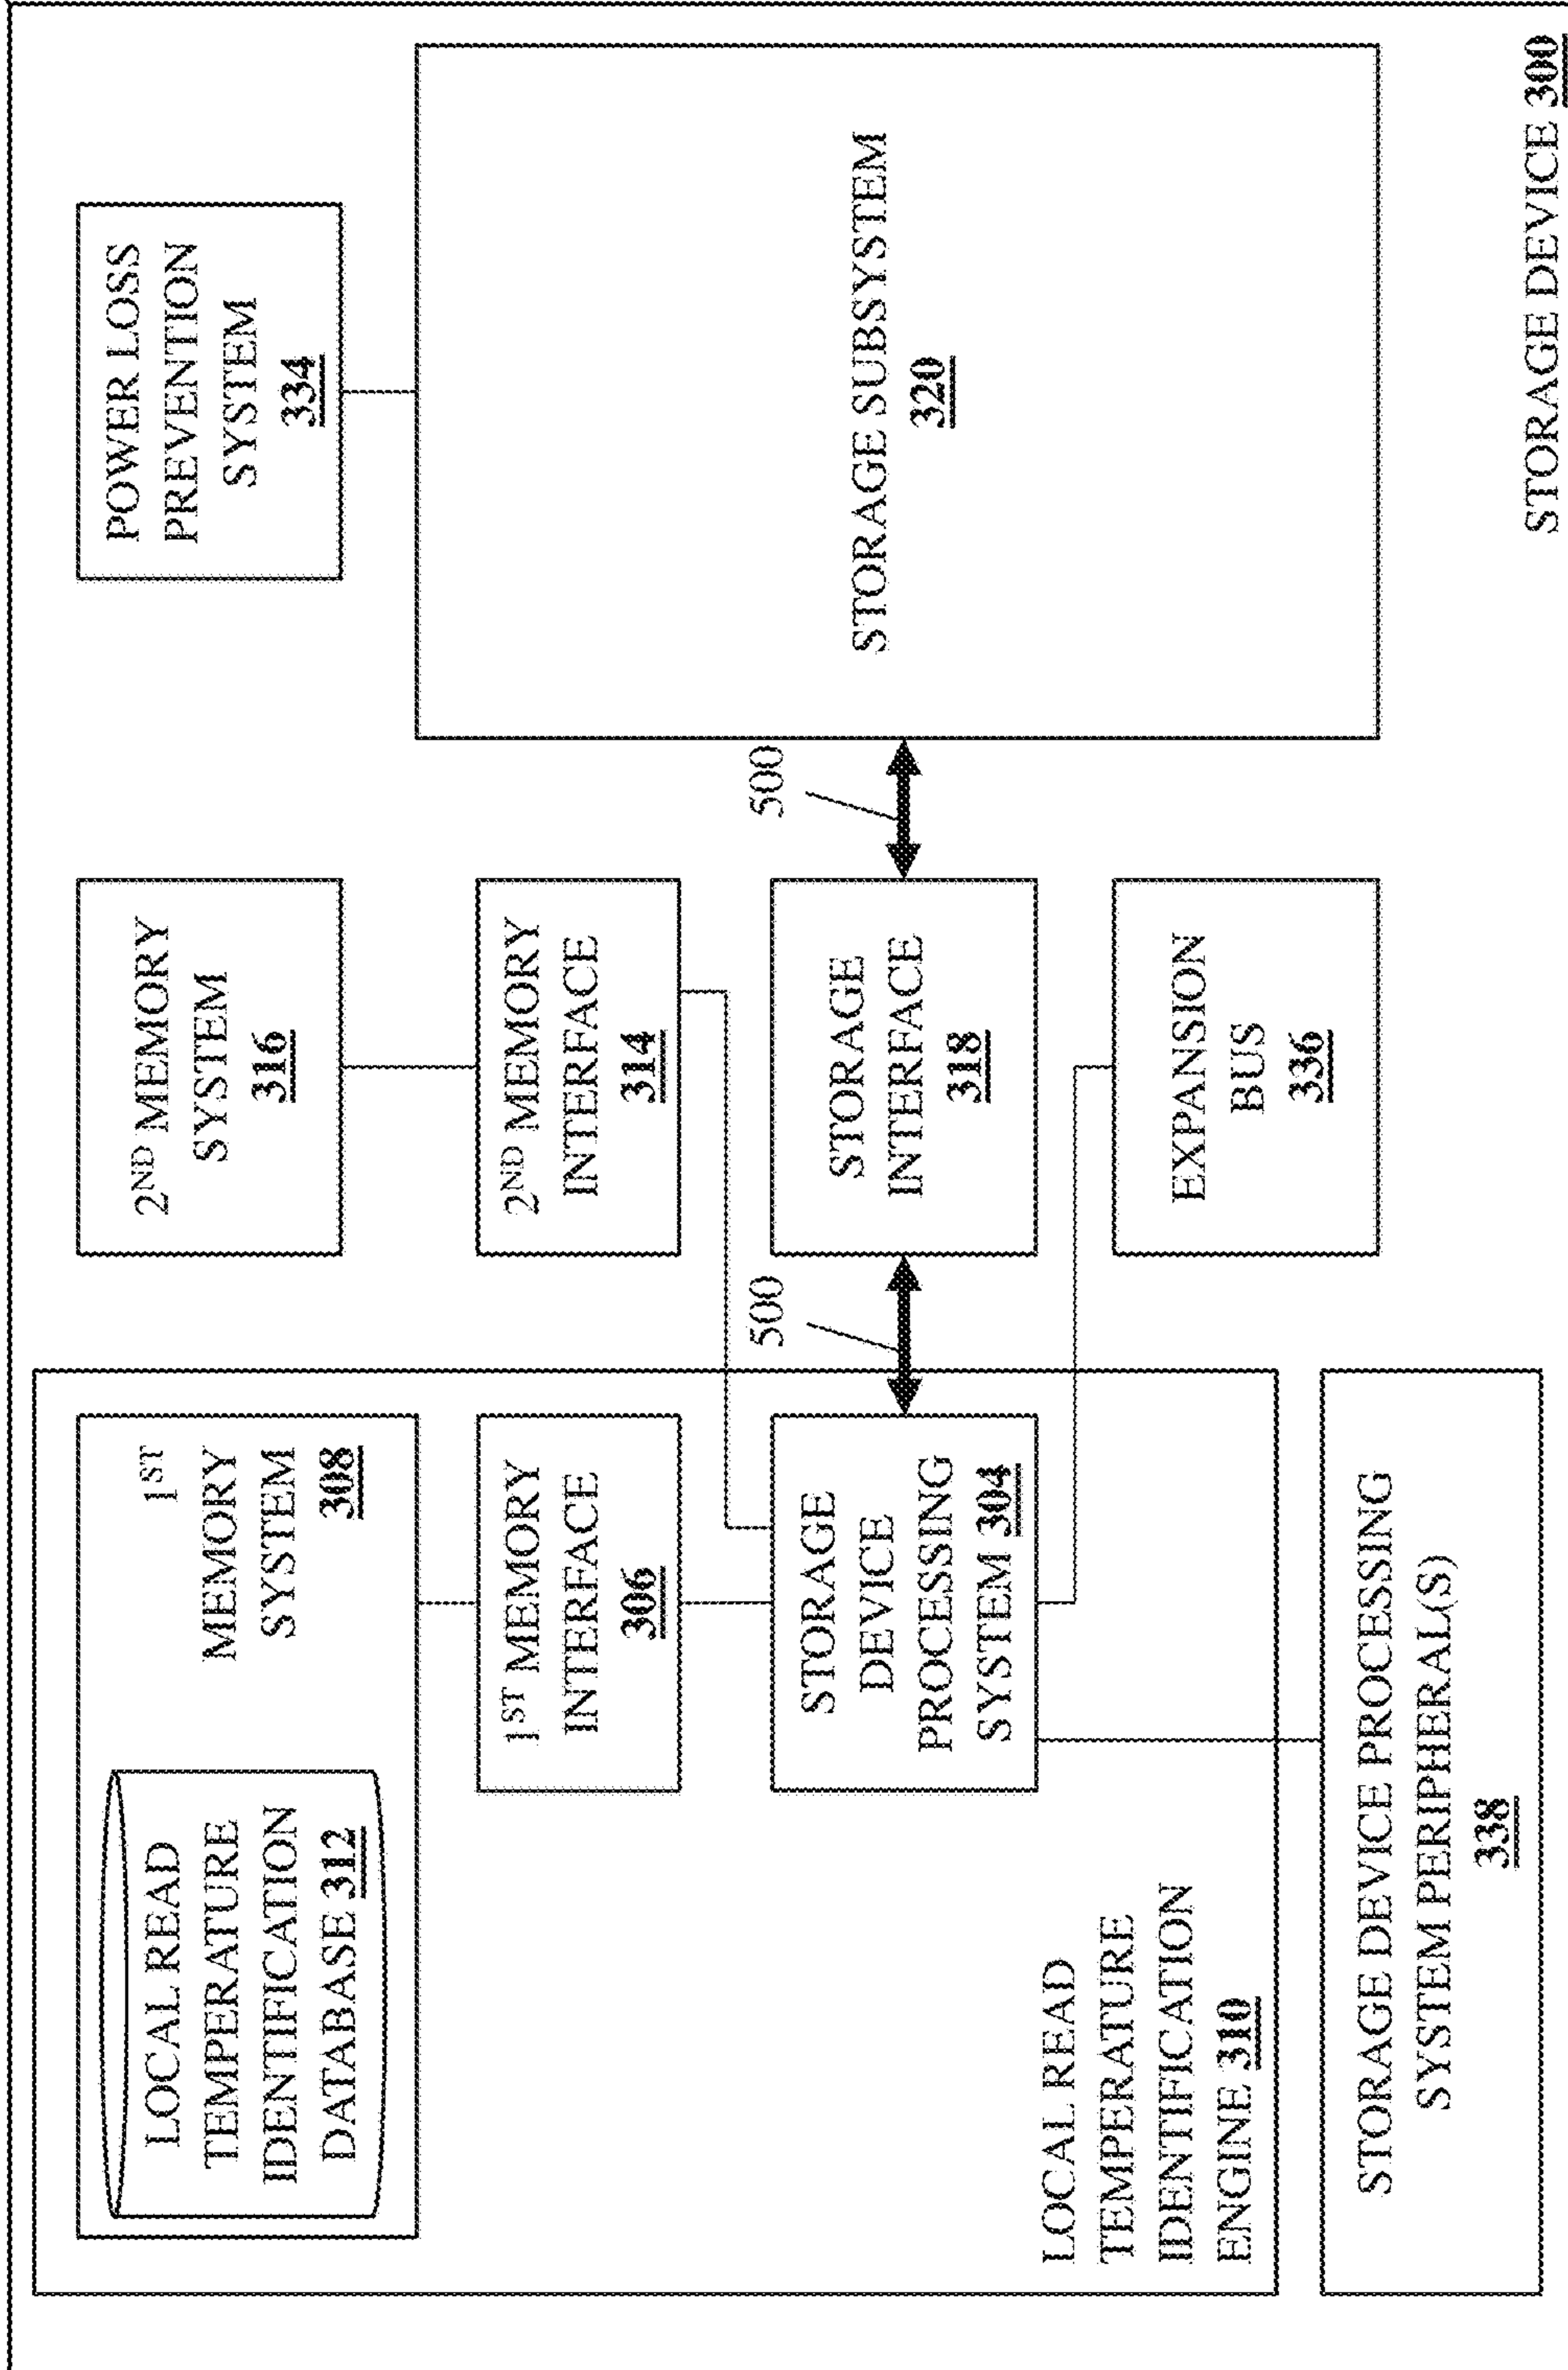 LOCAL READ
TEMPERATURE
IDENTIFICATION
DATABASE 312
1ST
MEMORY
SYSTEM
308
1ST MEMORY
INTERFACE
306
STORAGE
DEVICE
PROCESSING
SYSTEM 304
LOCAL READ
TEMPERATURE
IDENTIFICATION
ENGINE 310
STORAGE DEVICE PROCESSING
SYSTEM PERIPHERAL(S)
338
500
2ND MEMORY
SYSTEM
316
2ND MEMORY
INTERFACE
314
STORAGE
INTERFACE
318
EXPANSION
BUS
336
500
POWER LOSS
PREVENTION
SYSTEM
334
STORAGE SUBSYSTEM
320
STORAGE DEVICE 300